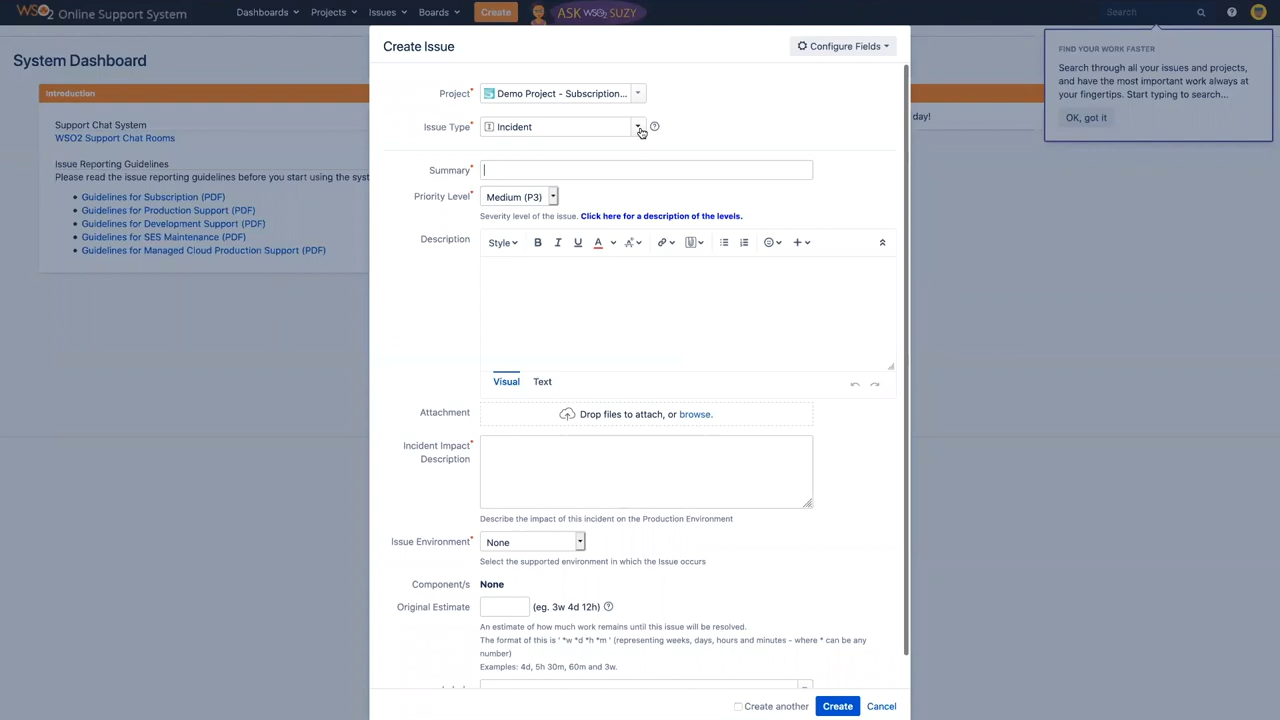 WSO2 Online Support System
Dashboards
Projects
Issues
Environments
Boards
Create
ASK WSO2 SUZY
Search
System Dashboard
Introduction
Support Chat System
WSO2 Support Chat Rooms
Issue Reporting Guidelines
Please read the issue reporting guidelines before you start using the syst
• Guidelines for Subscription (PDF)
• Guidelines for Production Support (PDF)
• Guidelines for Development Support (PDF)
• Guidelines for SES Maintenance (PDF)
• Guidelines for Managed Cloud Production Support (PDF)
Create Issue
Configure Fields
Project*
Demo Project - Subscription...
Issue Type*
Incident
Summary*
Priority Level*
Medium (P3)
Severity level of the issue. Click here for a description of the levels.
Description
Style
B I U A
Visual Text
Attachment
Drop files to attach, or browse.
Incident Impact*
Description
Describe the impact of this incident on the Production Environment
Issue Environment*
None
Select the supported environment in which the Issue occurs
Component/s
None
Original Estimate
(eg. 3w 4d 12h)
An estimate of how much work remains until this issue will be resolved.
The format of this is ' *w *d *h *m ' (representing weeks, days, hours and minutes - where * can be any
number)
Examples: 4d, 5h 30m, 60m and 3w.
Create another
Create
Cancel
FIND YOUR WORK FASTER
Search through all your issues and projects,
and have the most important work always at
your fingertips. Start typing to search...
OK, got it
day!